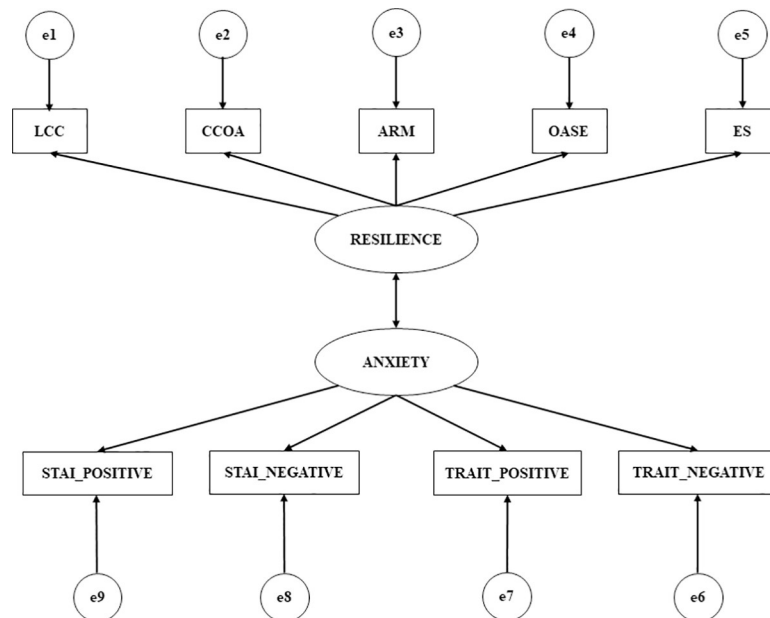 e1
e2
e3
e4
e5
LCC
CCOA
ARM
OASE
ES
RESILIENCE
ANXIETY
STAI_POSITIVE
STAI_NEGATIVE
TRAIT_POSITIVE
TRAIT_NEGATIVE
e9
e8
e7
e6